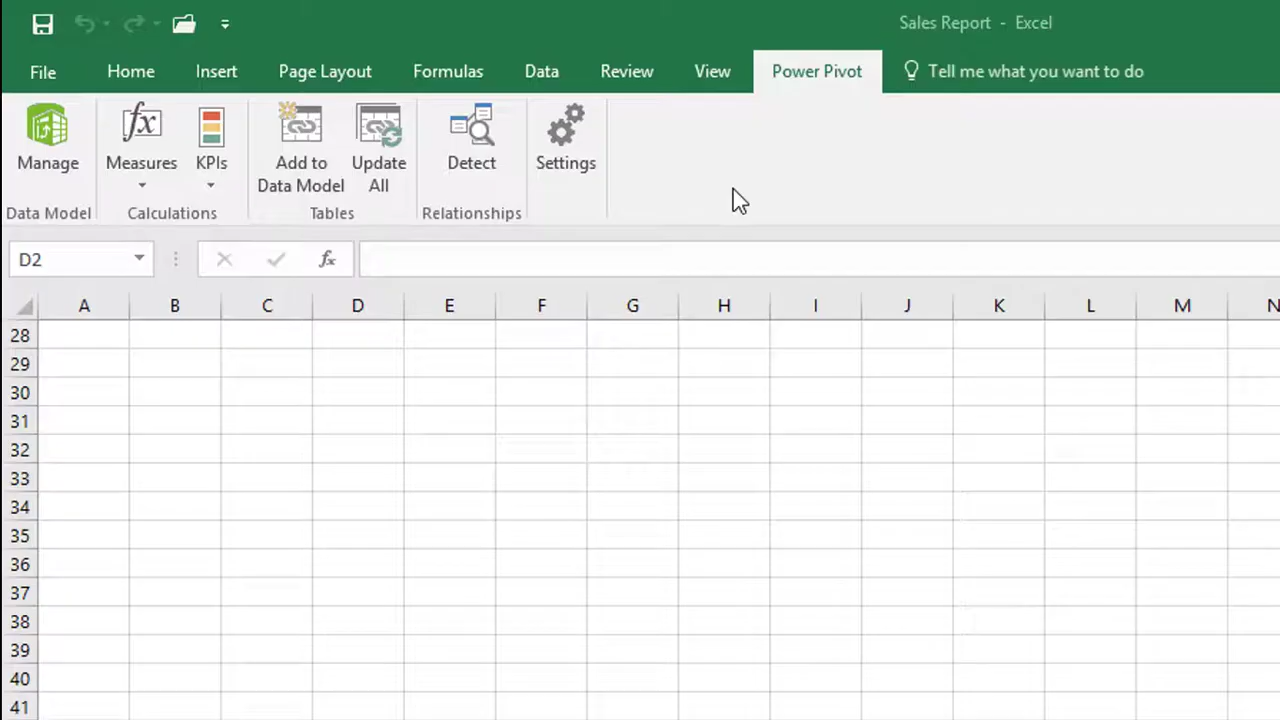 Sales Report - Excel
File Home Insert Page Layout Formulas Data Review View Power Pivot Tell me what you want to do
fx
Manage Measures KPIs Add to Data Model Update All Detect Settings
Data Model Calculations Tables Relationships
D2 fx
A B C D E F G H I J K L M N
28
29
30
31
32
33
34
35
36
37
38
39
40
41